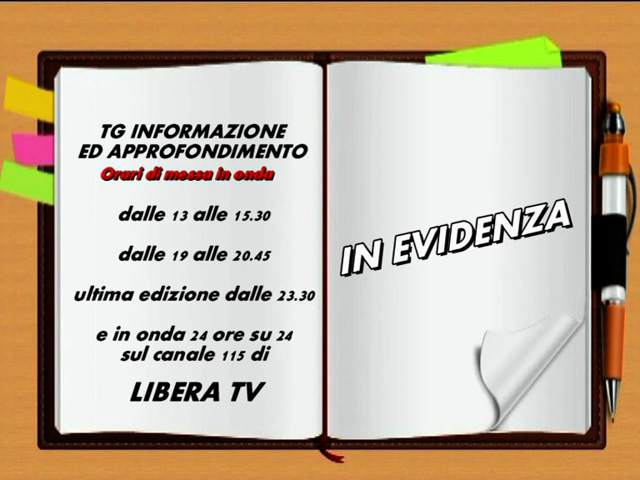 TG INFORMAZIONE
ED APPROFONDIMENTO
Orari di messa in onda
dalle 13 alle 15.30
dalle 19 alle 20.45
ultima edizione dalle 23.30
e in onda 24 ore su 24
sul canale 115 di
LIBERA TV
IN EVIDENZA